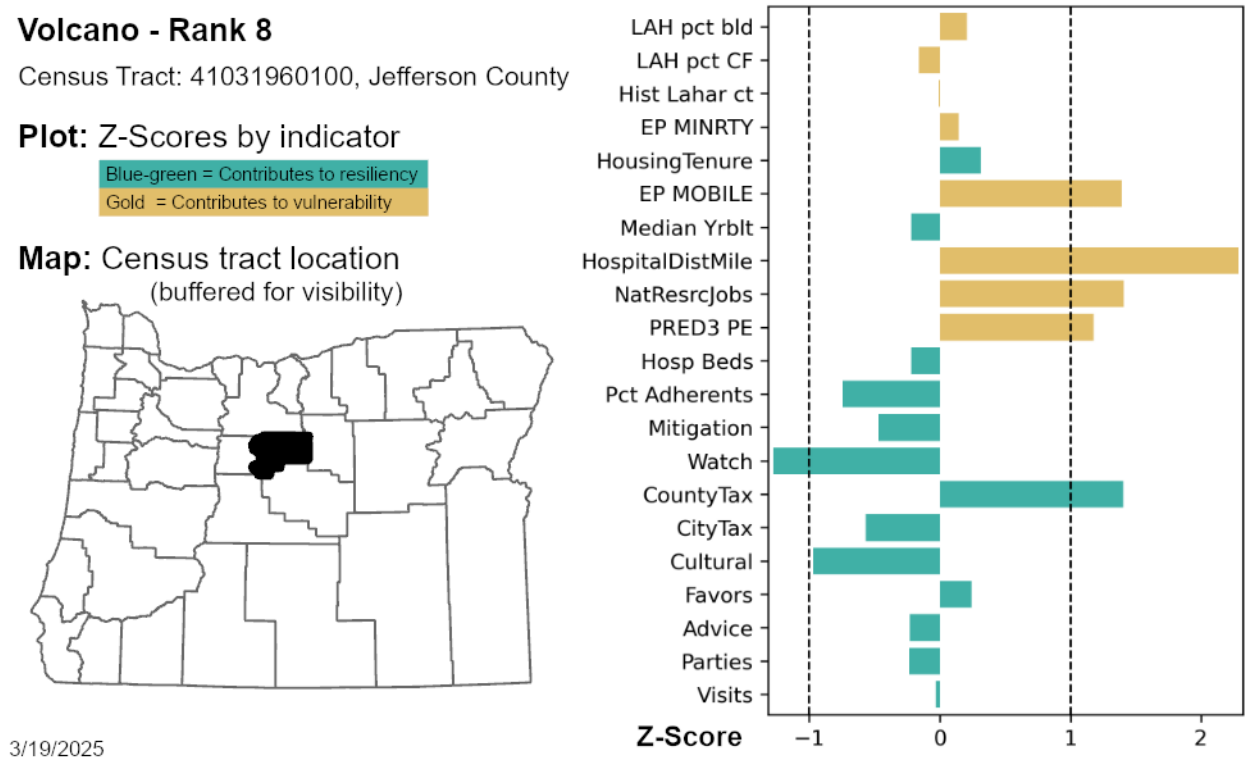 Volcano - Rank 8
Census Tract: 41031960100, Jefferson County
Plot: Z-Scores by indicator
Blue-green = Contributes to resiliency
Gold = Contributes to vulnerability
Map: Census tract location
(buffered for visibility)
3/19/2025
LAH pct bld
LAH pct CF
Hist Lahar ct
EP MINRTY
HousingTenure
EP MOBILE
Median Yrblt
HospitalDistMile
NatResrcJobs
PRED3 PE
Hosp Beds
Pct Adherents
Mitigation
Watch
CountyTax
CityTax
Cultural
Favors
Advice
Parties
Visits
Z-Score
−1 0 1 2